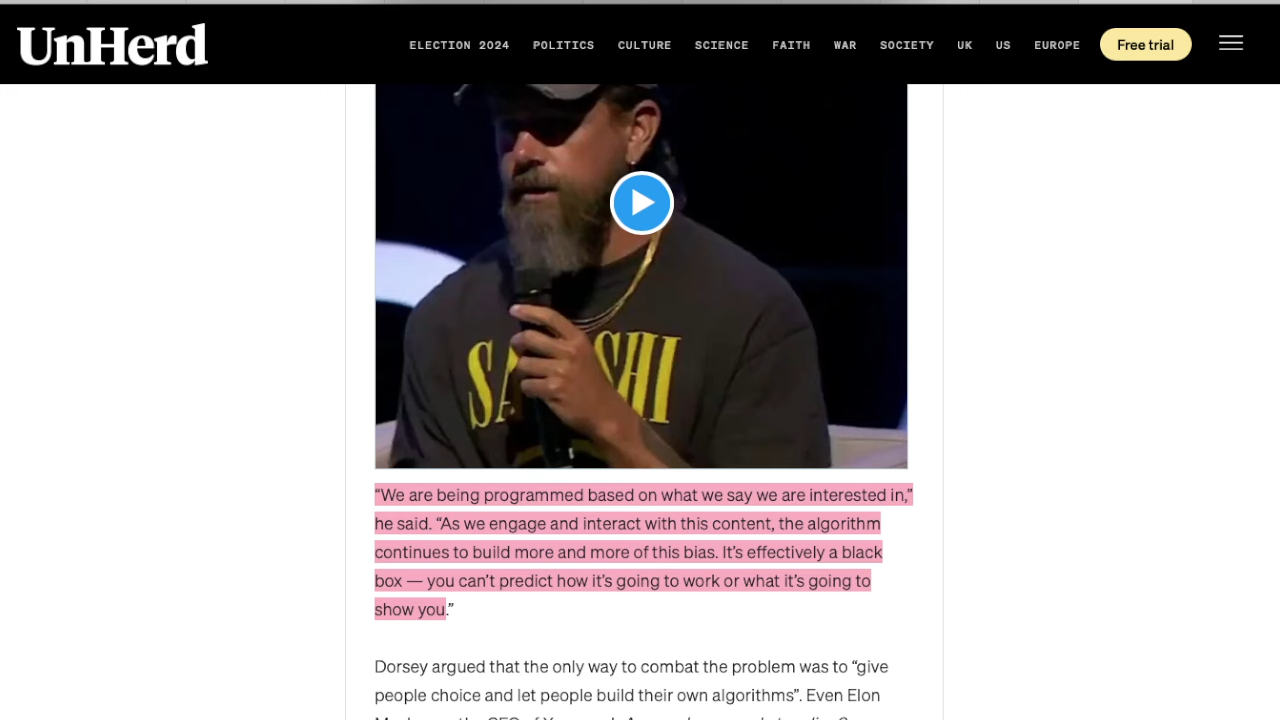 UnHerd
ELECTION 2024 POLITICS CULTURE SCIENCE FAITH WAR SOCIETY UK US EUROPE Free trial
“We are being programmed based on what we say we are interested in,”
he said. “As we engage and interact with this content, the algorithm
continues to build more and more of this bias. It’s effectively a black
box — you can’t predict how it’s going to work or what it’s going to
show you.”
Dorsey argued that the only way to combat the problem was to “give
people choice and let people build their own algorithms”. Even Elon